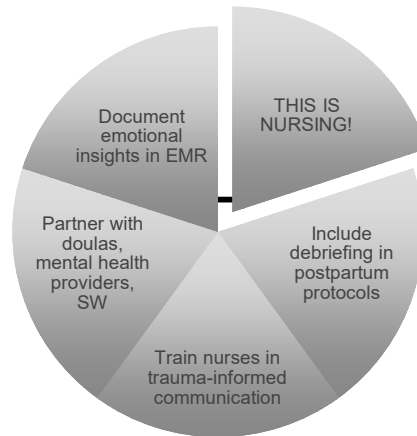 THIS IS
NURSING!
Include
debriefing in
postpartum
protocols
Train nurses in
trauma-informed
communication
Partner with
doulas,
mental health
providers,
SW
Document
emotional
insights in EMR